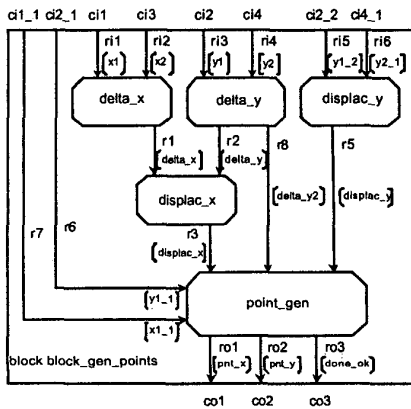 ci1_1 ci2_1 ci1 ci3 ci2 ci4 ci2_2 ci4_1
ri1 ri2 ri3 ri4 ri5 ri6
[x1] [x2] [y1] [y2] [y1_2] [y2_1]
delta_x delta_y displac_y
r1 r2 r8 r5
[delta_x] [delta_y]
displac_x
[delta_y2] [displac_y]
r7 r6 r3
[displac_x]
[y1_1] point_gen
[x1_1]
ro1 ro2 ro3
block block_gen_points [pnt_x] [pnt_y] [done_ok]
co1 co2 co3